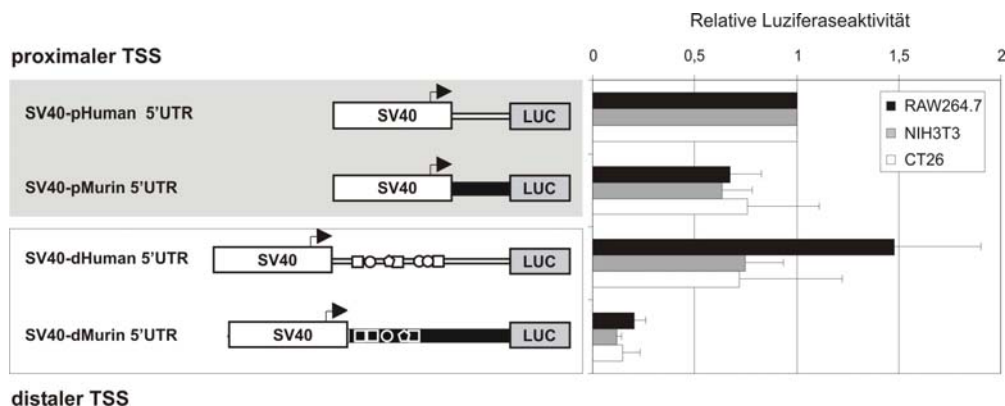 Relative Luziferaseaktivität
proximaler TSS
0 0,5 1 1,5 2
SV40-pHuman 5'UTR
SV40
LUC
SV40-pMurin 5'UTR
SV40
LUC
SV40-dHuman 5'UTR
SV40
LUC
SV40-dMurin 5'UTR
SV40
LUC
RAW264.7
NIH3T3
CT26
distaler TSS